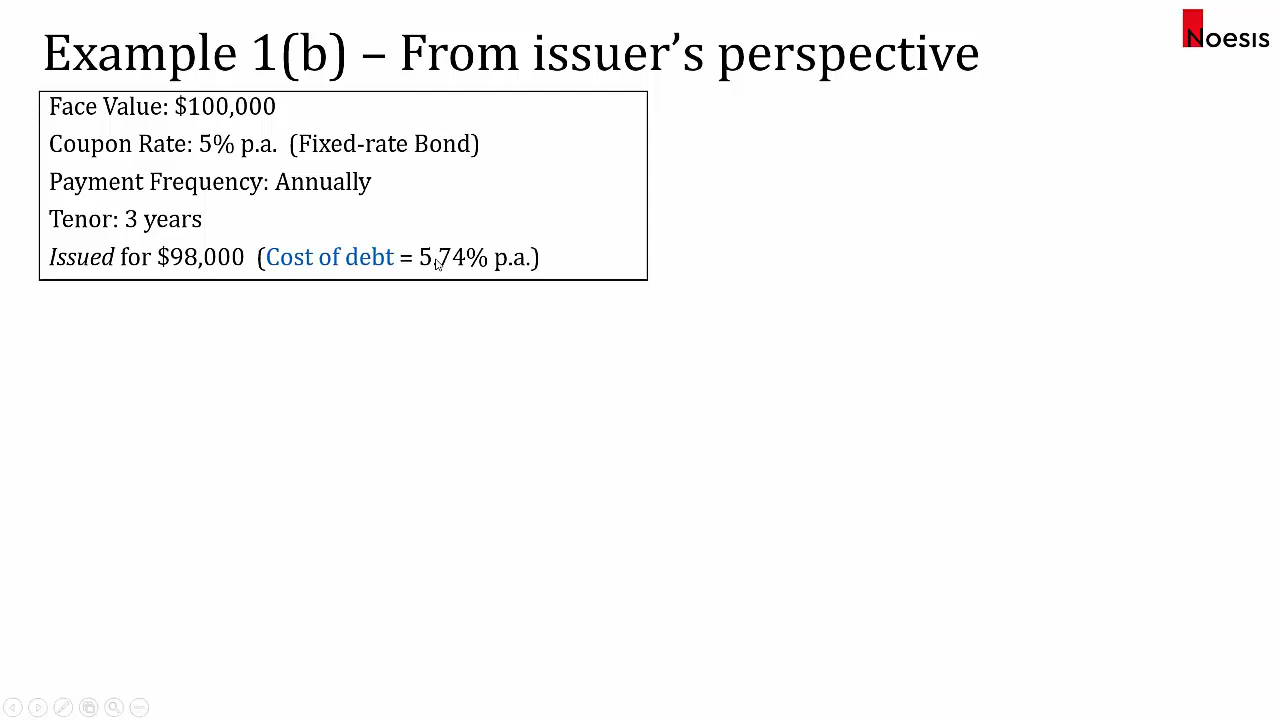 Example 1(b) – From issuer's perspective
Noesis
Face Value: $100,000
Coupon Rate: 5% p.a. (Fixed-rate Bond)
Payment Frequency: Annually
Tenor: 3 years
Issued for $98,000 (Cost of debt = 5.74% p.a.)